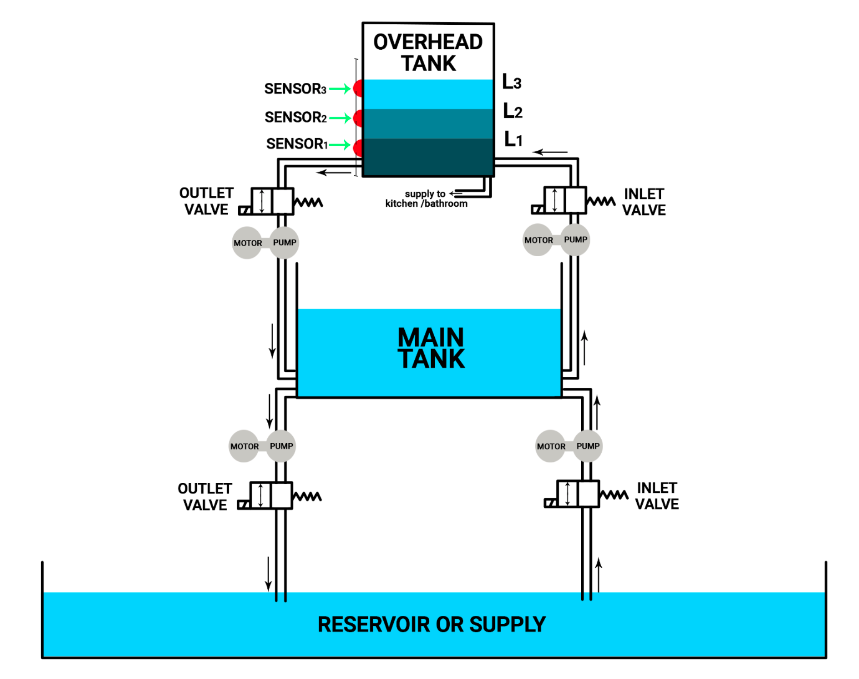 OVERHEAD
TANK
SENSOR3
L3
SENSOR2
L2
SENSOR1
L1
OUTLET
VALVE
supply to
kitchen /bathroom
INLET
VALVE
MOTOR PUMP
MOTOR PUMP
MAIN
TANK
MOTOR PUMP
MOTOR PUMP
OUTLET
VALVE
INLET
VALVE
RESERVOIR OR SUPPLY